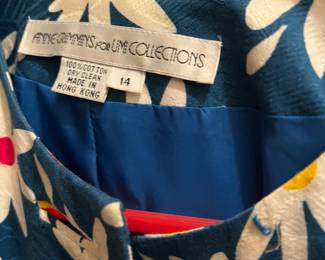 ANNE CRIMMINS FOR UMI COLLECTIONS
100% COTTON
DRY CLEAN
MADE IN
HONG KONG
14